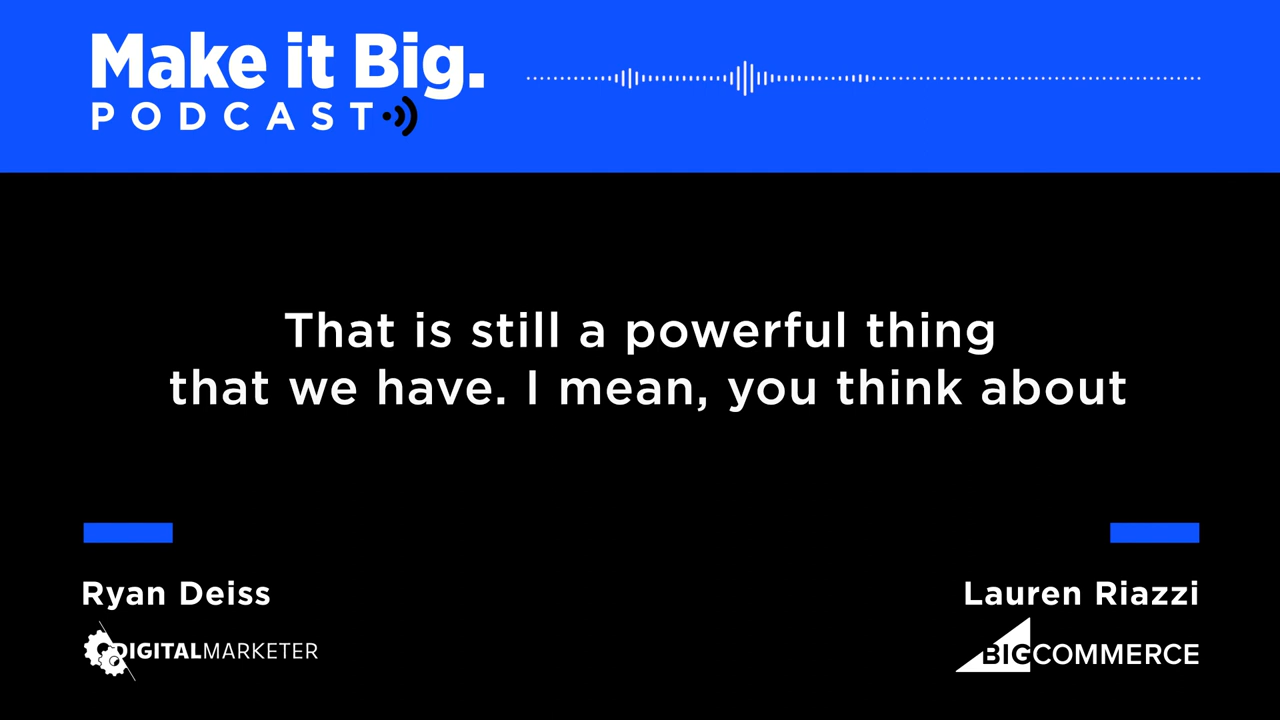 Make it Big.
PODCAST
That is still a powerful thing
that we have. I mean, you think about
Ryan Deiss
DIGITALMARKETER
Lauren Riazzi
BIGCOMMERCE